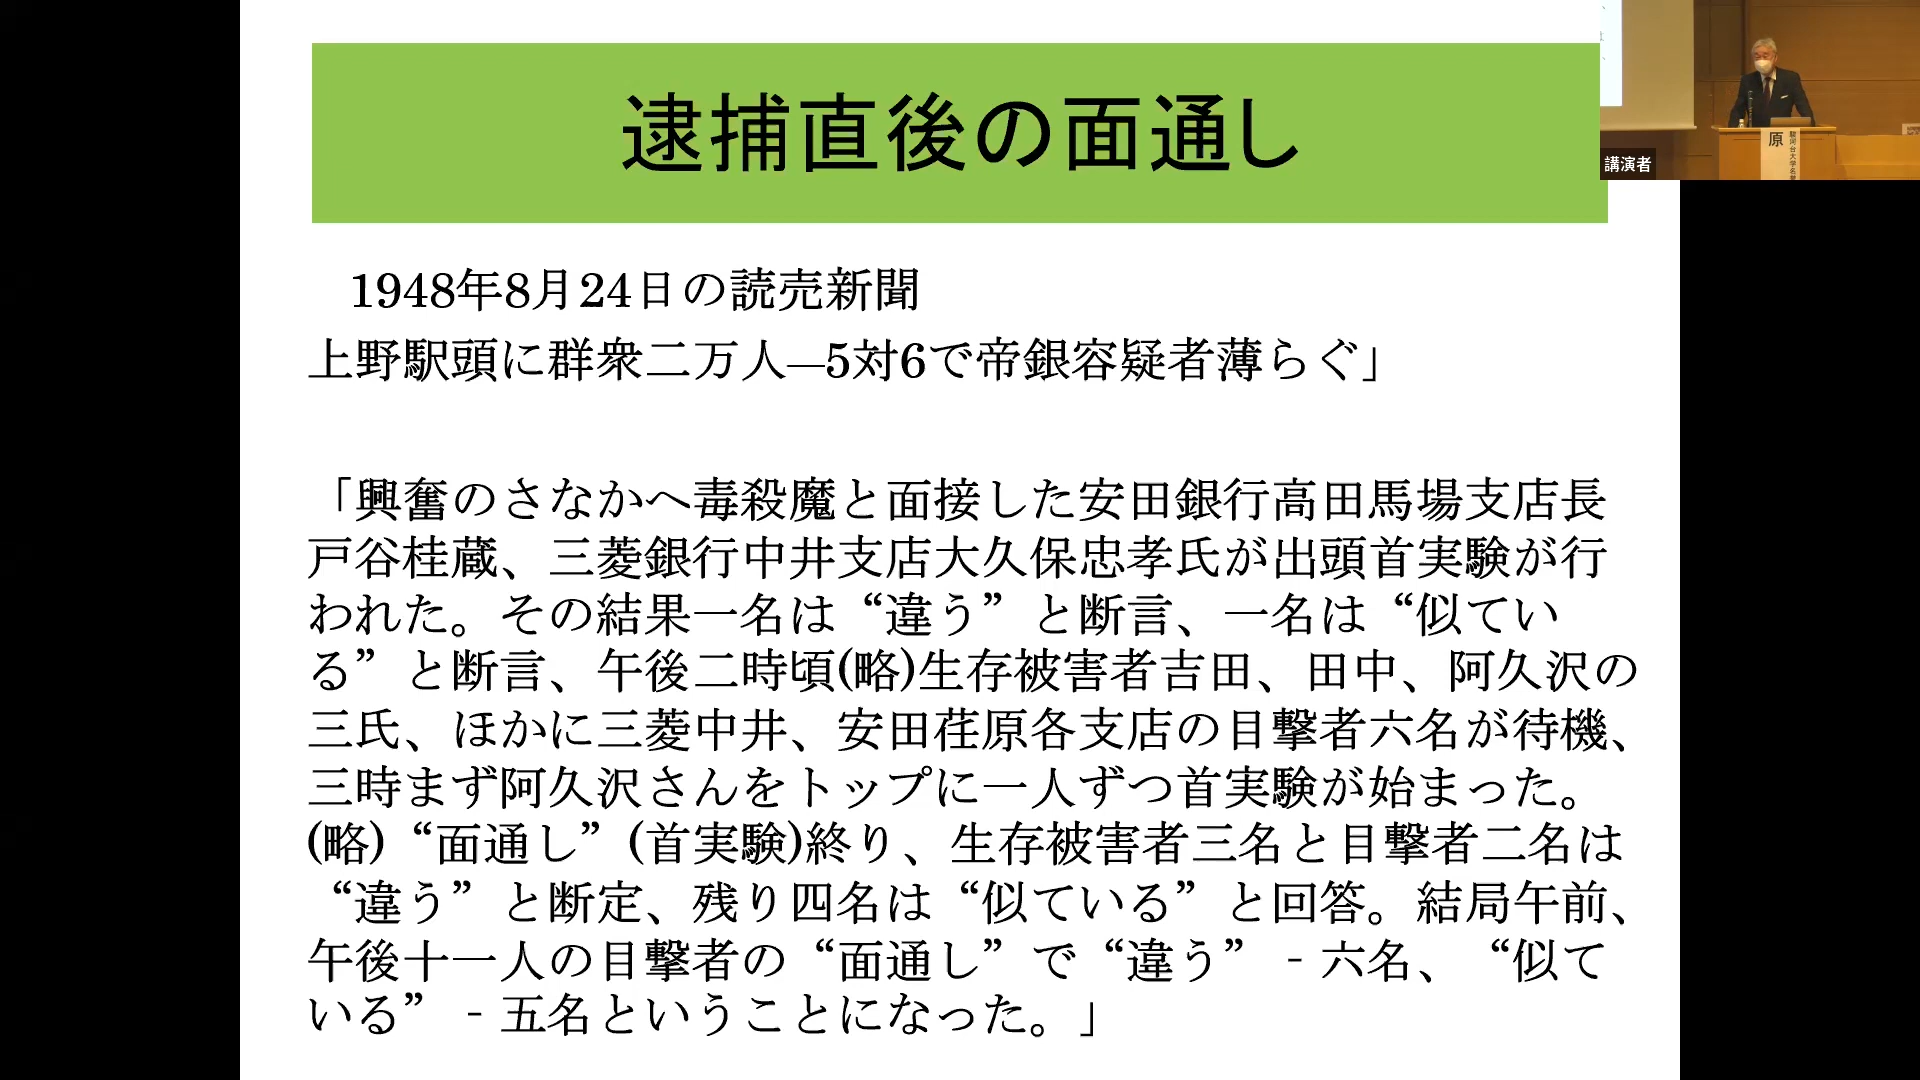 逮捕直後の面通し
1948年8月24日の読売新聞
上野駅頭に群衆二万人―5対6で帝銀容疑者薄らぐ」
「興奮のさなかへ毒殺魔と面接した安田銀行高田馬場支店長
戸谷桂蔵、三菱銀行中井支店大久保忠孝氏が出頭首実験が行
われた。その結果一名は“違う”と断言、一名は“似てい
る”と断言、午後二時頃(略)生存被害者吉田、田中、阿久沢の
三氏、ほかに三菱中井、安田荏原各支店の目撃者六名が待機、
三時まず阿久沢さんをトップに一人ずつ首実験が始まった。
(略)“面通し”(首実験)終り、生存被害者三名と目撃者二名は
“違う”と断定、残り四名は“似ている”と回答。結局午前、
午後十一人の目撃者の“面通し”で“違う” - 六名、“似て
いる” - 五名ということになった。」
講演者
原
駿河台大学名